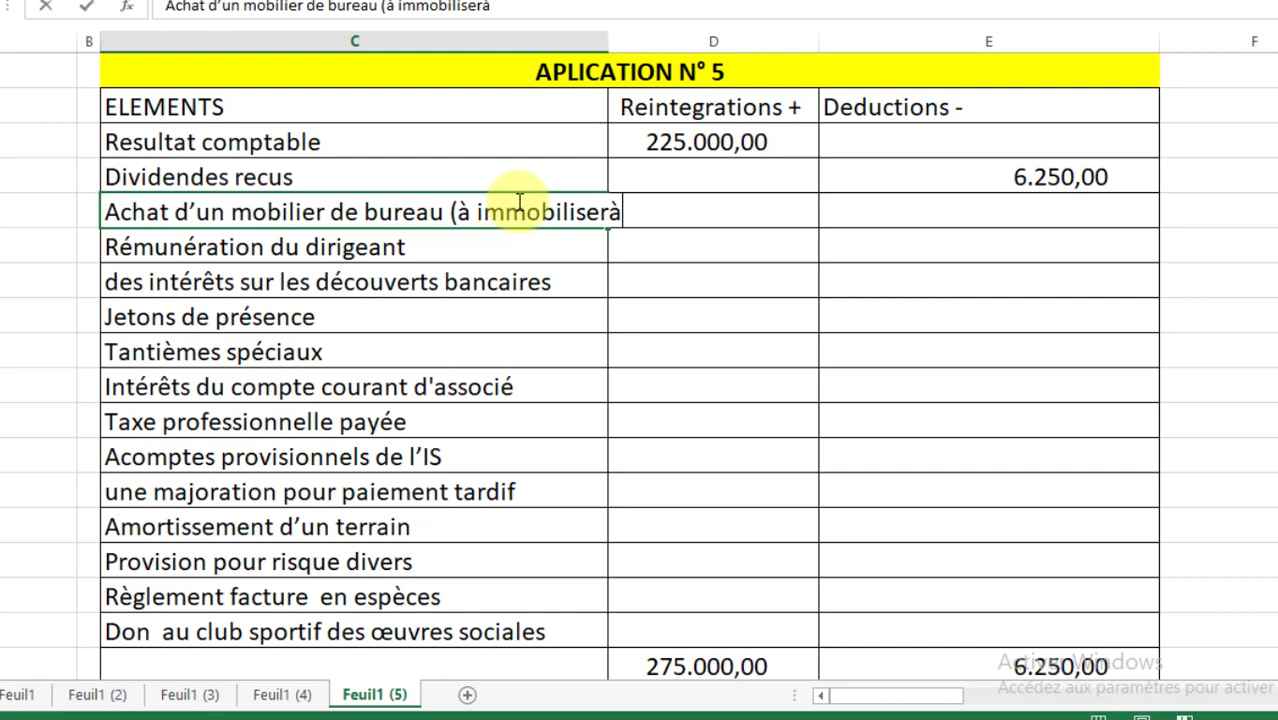 Achat d’un mobilier de bureau (à immobiliserà
B C D E F
APLICATION N° 5
ELEMENTS Reintegrations + Deductions -
Resultat comptable 225.000,00
Dividendes recus 6.250,00
Achat d’un mobilier de bureau (à immobiliserà
Rémunération du dirigeant
des intérêts sur les découverts bancaires
Jetons de présence
Tantièmes spéciaux
Intérêts du compte courant d'associé
Taxe professionnelle payée
Acomptes provisionnels de l’IS
une majoration pour paiement tardif
Amortissement d’un terrain
Provision pour risque divers
Règlement facture en espèces
Don au club sportif des œuvres sociales
275.000,00 6.250,00
Activer Windows
Accédez aux paramètres pour activer
Feuil1 Feuil1 (2) Feuil1 (3) Feuil1 (4) Feuil1 (5)